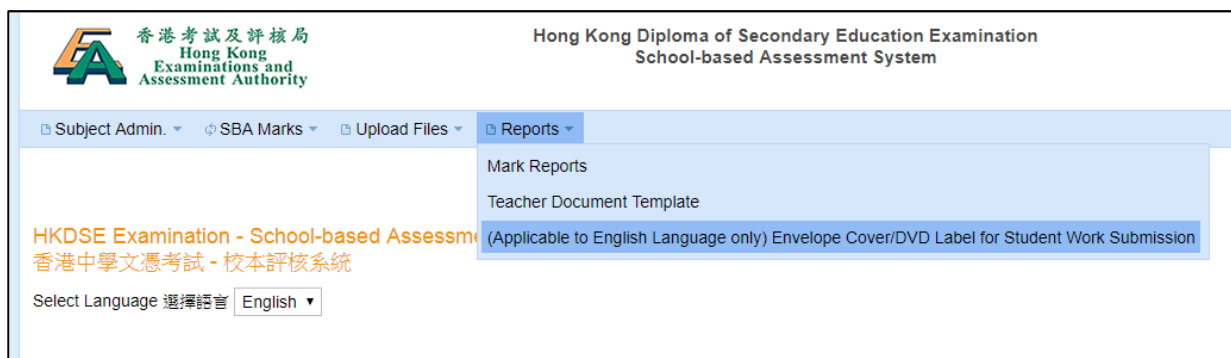 香港考試及評核局
Hong Kong
Examinations and
Assessment Authority
Hong Kong Diploma of Secondary Education Examination
School-based Assessment System
Subject Admin.
SBA Marks
Upload Files
Reports
Mark Reports
Teacher Document Template
(Applicable to English Language only) Envelope Cover/DVD Label for Student Work Submission
HKDSE Examination - School-based Assessm
香港中學文憑考試 - 校本評核系統
Select Language 選擇語言 English